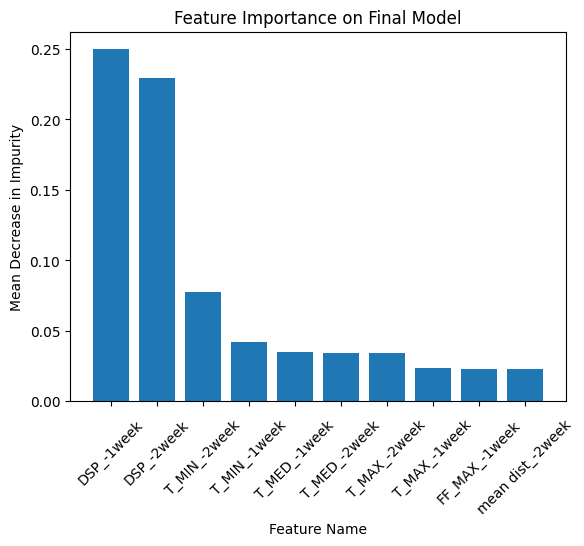 Feature Importance on Final Model
Mean Decrease in Impurity
0.25
0.20
0.15
0.10
0.05
0.00
DSP_-1week
DSP_-2week
T_MIN_-2week
T_MIN_-1week
T_MED_-1week
T_MED_-2week
T_MAX_-2week
T_MAX_-1week
FF_MAX_-1week
mean dist_-2week
Feature Name